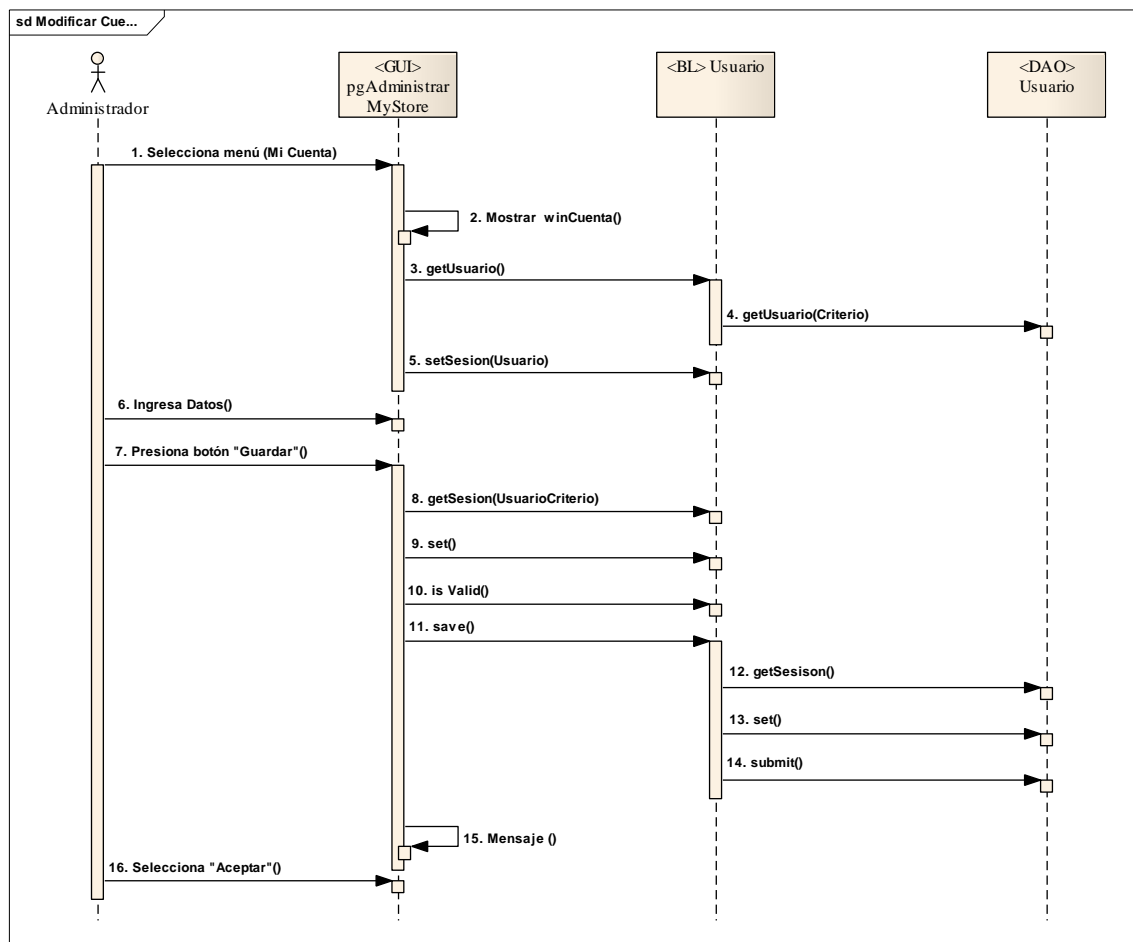 sd Modificar Cue...
Administrador
<GUI>
pgAdministrar
MyStore
<BL> Usuario
<DAO>
Usuario
1. Selecciona menú (Mi Cuenta)
2. Mostrar winCuenta()
3. getUsuario()
4. getUsuario(Criterio)
5. setSesion(Usuario)
6. Ingresa Datos()
7. Presiona botón "Guardar"()
8. getSesion(UsuarioCriterio)
9. set()
10. is Valid()
11. save()
12. getSesison()
13. set()
14. submit()
15. Mensaje ()
16. Selecciona "Aceptar"()